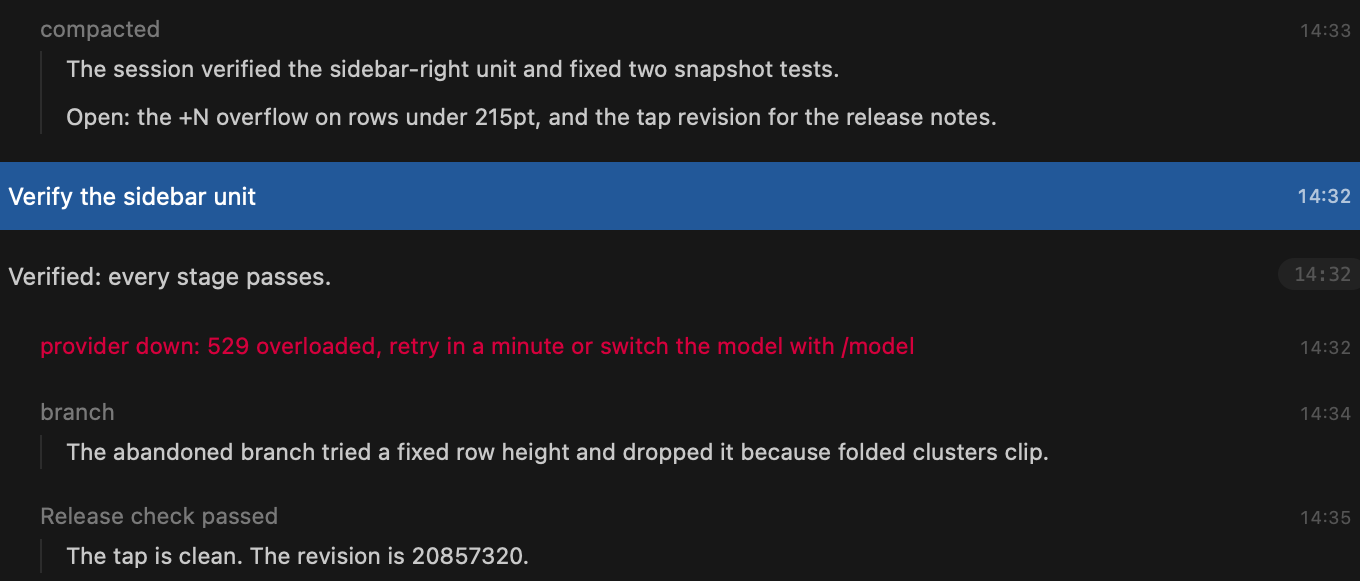 compacted 14:33
The session verified the sidebar-right unit and fixed two snapshot tests.
Open: the +N overflow on rows under 215pt, and the tap revision for the release notes.
Verify the sidebar unit 14:32
Verified: every stage passes. 14:32
provider down: 529 overloaded, retry in a minute or switch the model with /model 14:32
branch 14:34
The abandoned branch tried a fixed row height and dropped it because folded clusters clip.
Release check passed 14:35
The tap is clean. The revision is 20857320.